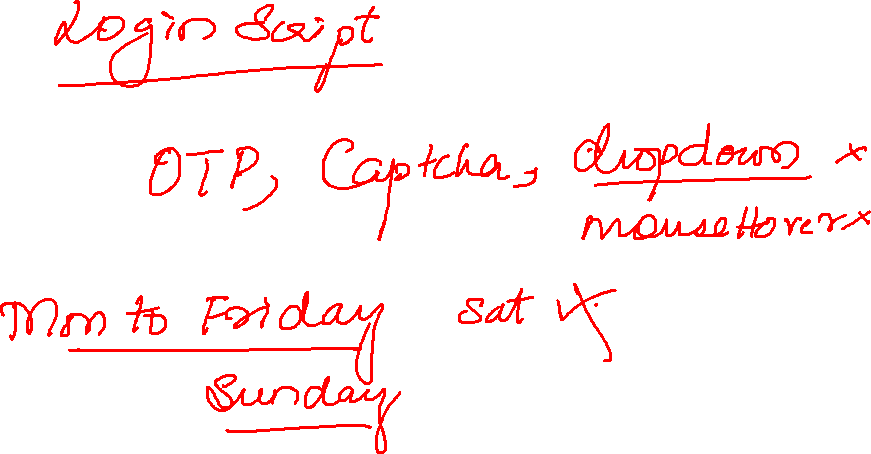 Login Script
OTP, Captcha, dropdown x
mouseHover x
Mon to Friday Sat
Sunday